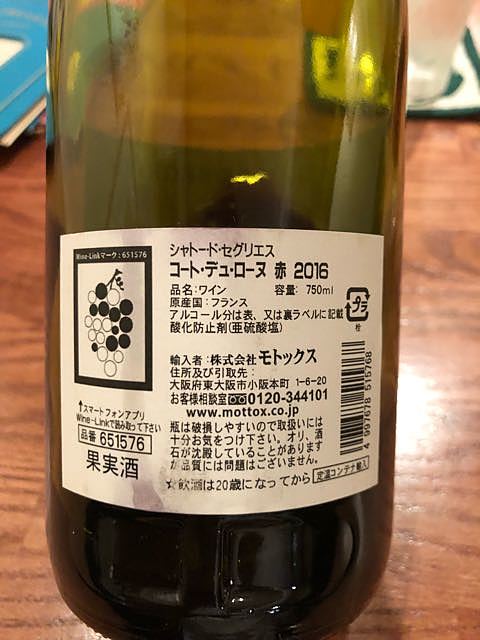 Wine-Linkマーク:651576
シャトー・ド・セグリエス
コート・デュ・ローヌ 赤 2016
品名:ワイン 容量: 750ml
原産国:フランス
アルコール分は表、又は裏ラベルに記載
酸化防止剤(亜硫酸塩)
プラ
栓
輸入者:株式会社モトックス
住所及び引取先:
大阪府東大阪市小阪本町 1-6-20
お客様相談室 0120-344101
www.mottox.co.jp
瓶は破損しやすいので取扱いには
十分お気をつけ下さい。オリ、酒
石が沈殿していることがあります
が品質には問題はございません。
↑スマートフォンアプリ
Wine-Linkで読み取って下さい
品番 651576
果実酒
☆飲酒は20歳になってから 定温コンテナ輸入
4 997678 515768